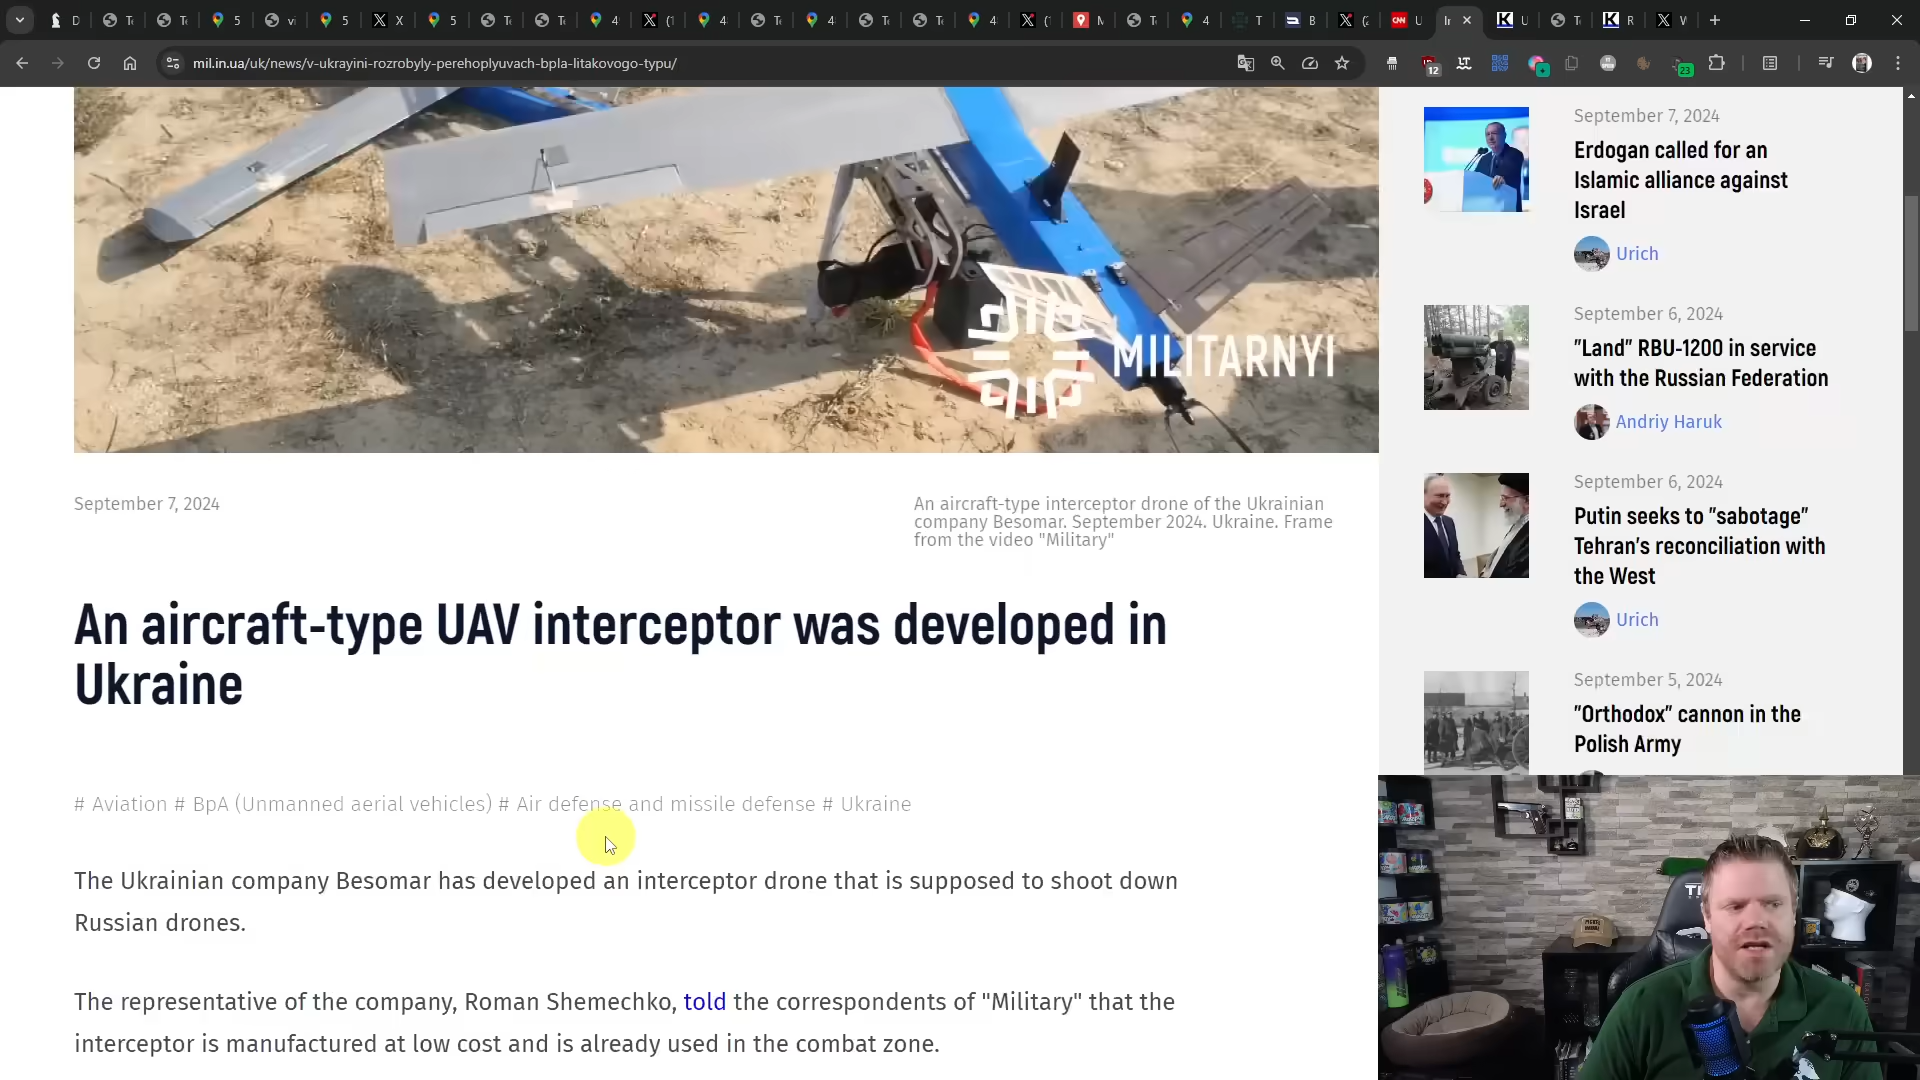 mil.in.ua/uk/news/v-ukrayini-rozrobyly-perehoplyuvach-bpla-litakovogo-typu/
12
23
MILITARNYI
September 7, 2024
An aircraft-type interceptor drone of the Ukrainian
company Besomar. September 2024. Ukraine. Frame
from the video "Military"
An aircraft-type UAV interceptor was developed in
Ukraine
# Aviation # BpA (Unmanned aerial vehicles) # Air defense and missile defense # Ukraine
The Ukrainian company Besomar has developed an interceptor drone that is supposed to shoot down
Russian drones.
The representative of the company, Roman Shemechko, told the correspondents of "Military" that the
interceptor is manufactured at low cost and is already used in the combat zone.
September 7, 2024
Erdogan called for an
Islamic alliance against
Israel
Urich
September 6, 2024
"Land" RBU-1200 in service
with the Russian Federation
Andriy Haruk
September 6, 2024
Putin seeks to "sabotage"
Tehran's reconciliation with
the West
Urich
September 5, 2024
"Orthodox" cannon in the
Polish Army